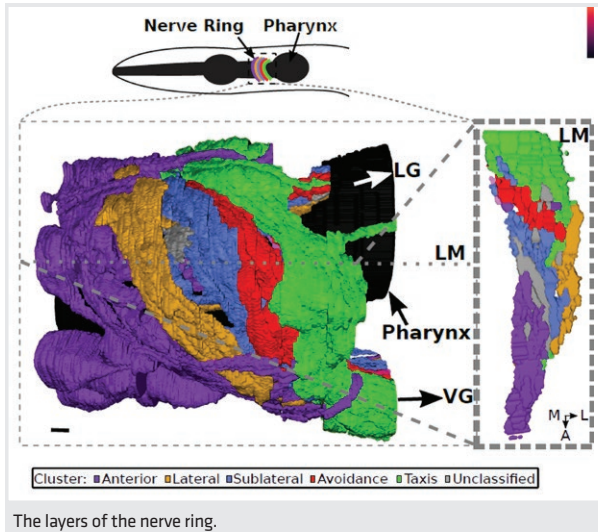 Nerve Ring Pharynx
LM
LG
LM
Pharynx
VG
M L
A
Cluster: Anterior Lateral Sublateral Avoidance Taxis Unclassified
The layers of the nerve ring.